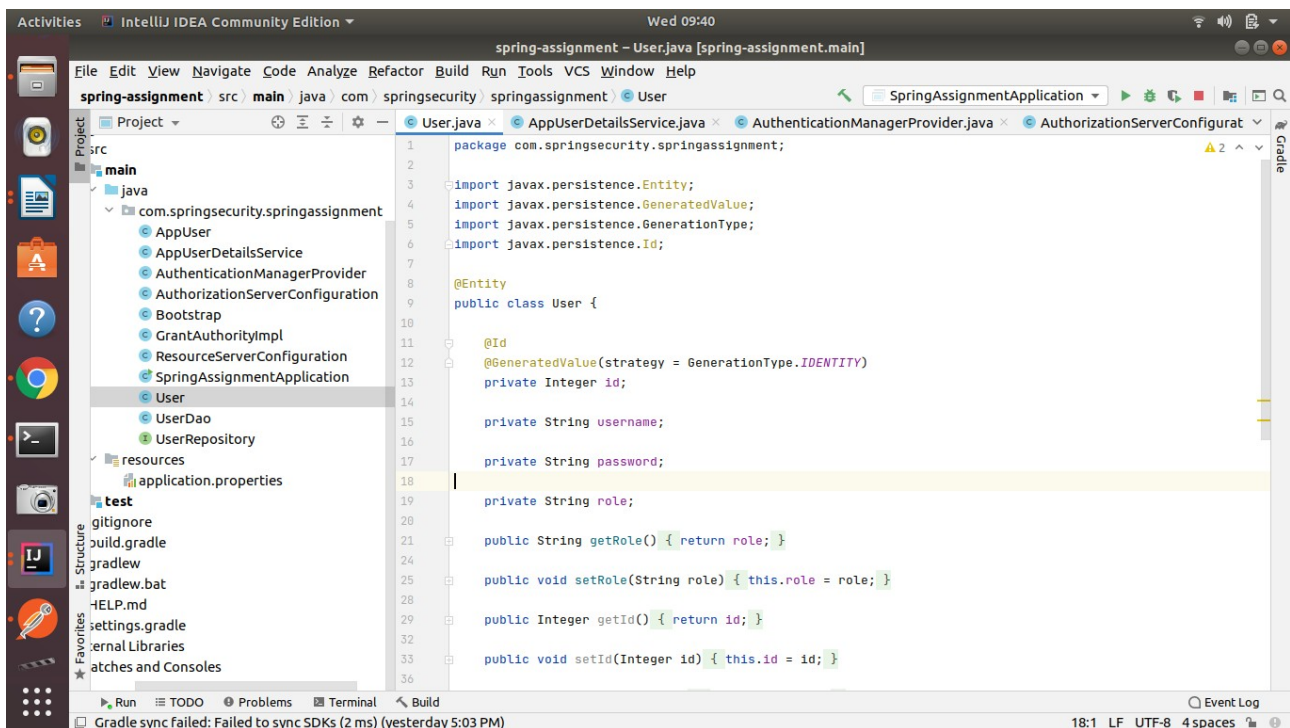 Activities IntelliJ IDEA Community Edition Wed 09:40
spring-assignment – User.java [spring-assignment.main]
File Edit View Navigate Code Analyze Refactor Build Run Tools VCS Window Help
spring-assignment src main java com springsecurity springassignment User SpringAssignmentApplication
Project User.java AppUserDetailsService.java AuthenticationManagerProvider.java AuthorizationServerConfigurat
Project
Gradle
src
main
java
com.springsecurity.springassignment
AppUser
AppUserDetailsService
AuthenticationManagerProvider
AuthorizationServerConfiguration
Bootstrap
GrantAuthorityImpl
ResourceServerConfiguration
SpringAssignmentApplication
User
UserDao
UserRepository
resources
application.properties
test
gitignore
build.gradle
gradlew
gradlew.bat
HELP.md
settings.gradle
ternal Libraries
atches and Consoles
Structure
Favorites
1 package com.springsecurity.springassignment;
2
3 import javax.persistence.Entity;
4 import javax.persistence.GeneratedValue;
5 import javax.persistence.GenerationType;
6 import javax.persistence.Id;
7
8 @Entity
9 public class User {
10
11 @Id
12 @GeneratedValue(strategy = GenerationType.IDENTITY)
13 private Integer id;
14
15 private String username;
16
17 private String password;
18
19 private String role;
20
21 public String getRole() { return role; }
24
25 public void setRole(String role) { this.role = role; }
28
29 public Integer getId() { return id; }
32
33 public void setId(Integer id) { this.id = id; }
36
2
Run TODO Problems Terminal Build Event Log
Gradle sync failed: Failed to sync SDKs (2 ms) (yesterday 5:03 PM) 18:1 LF UTF-8 4 spaces